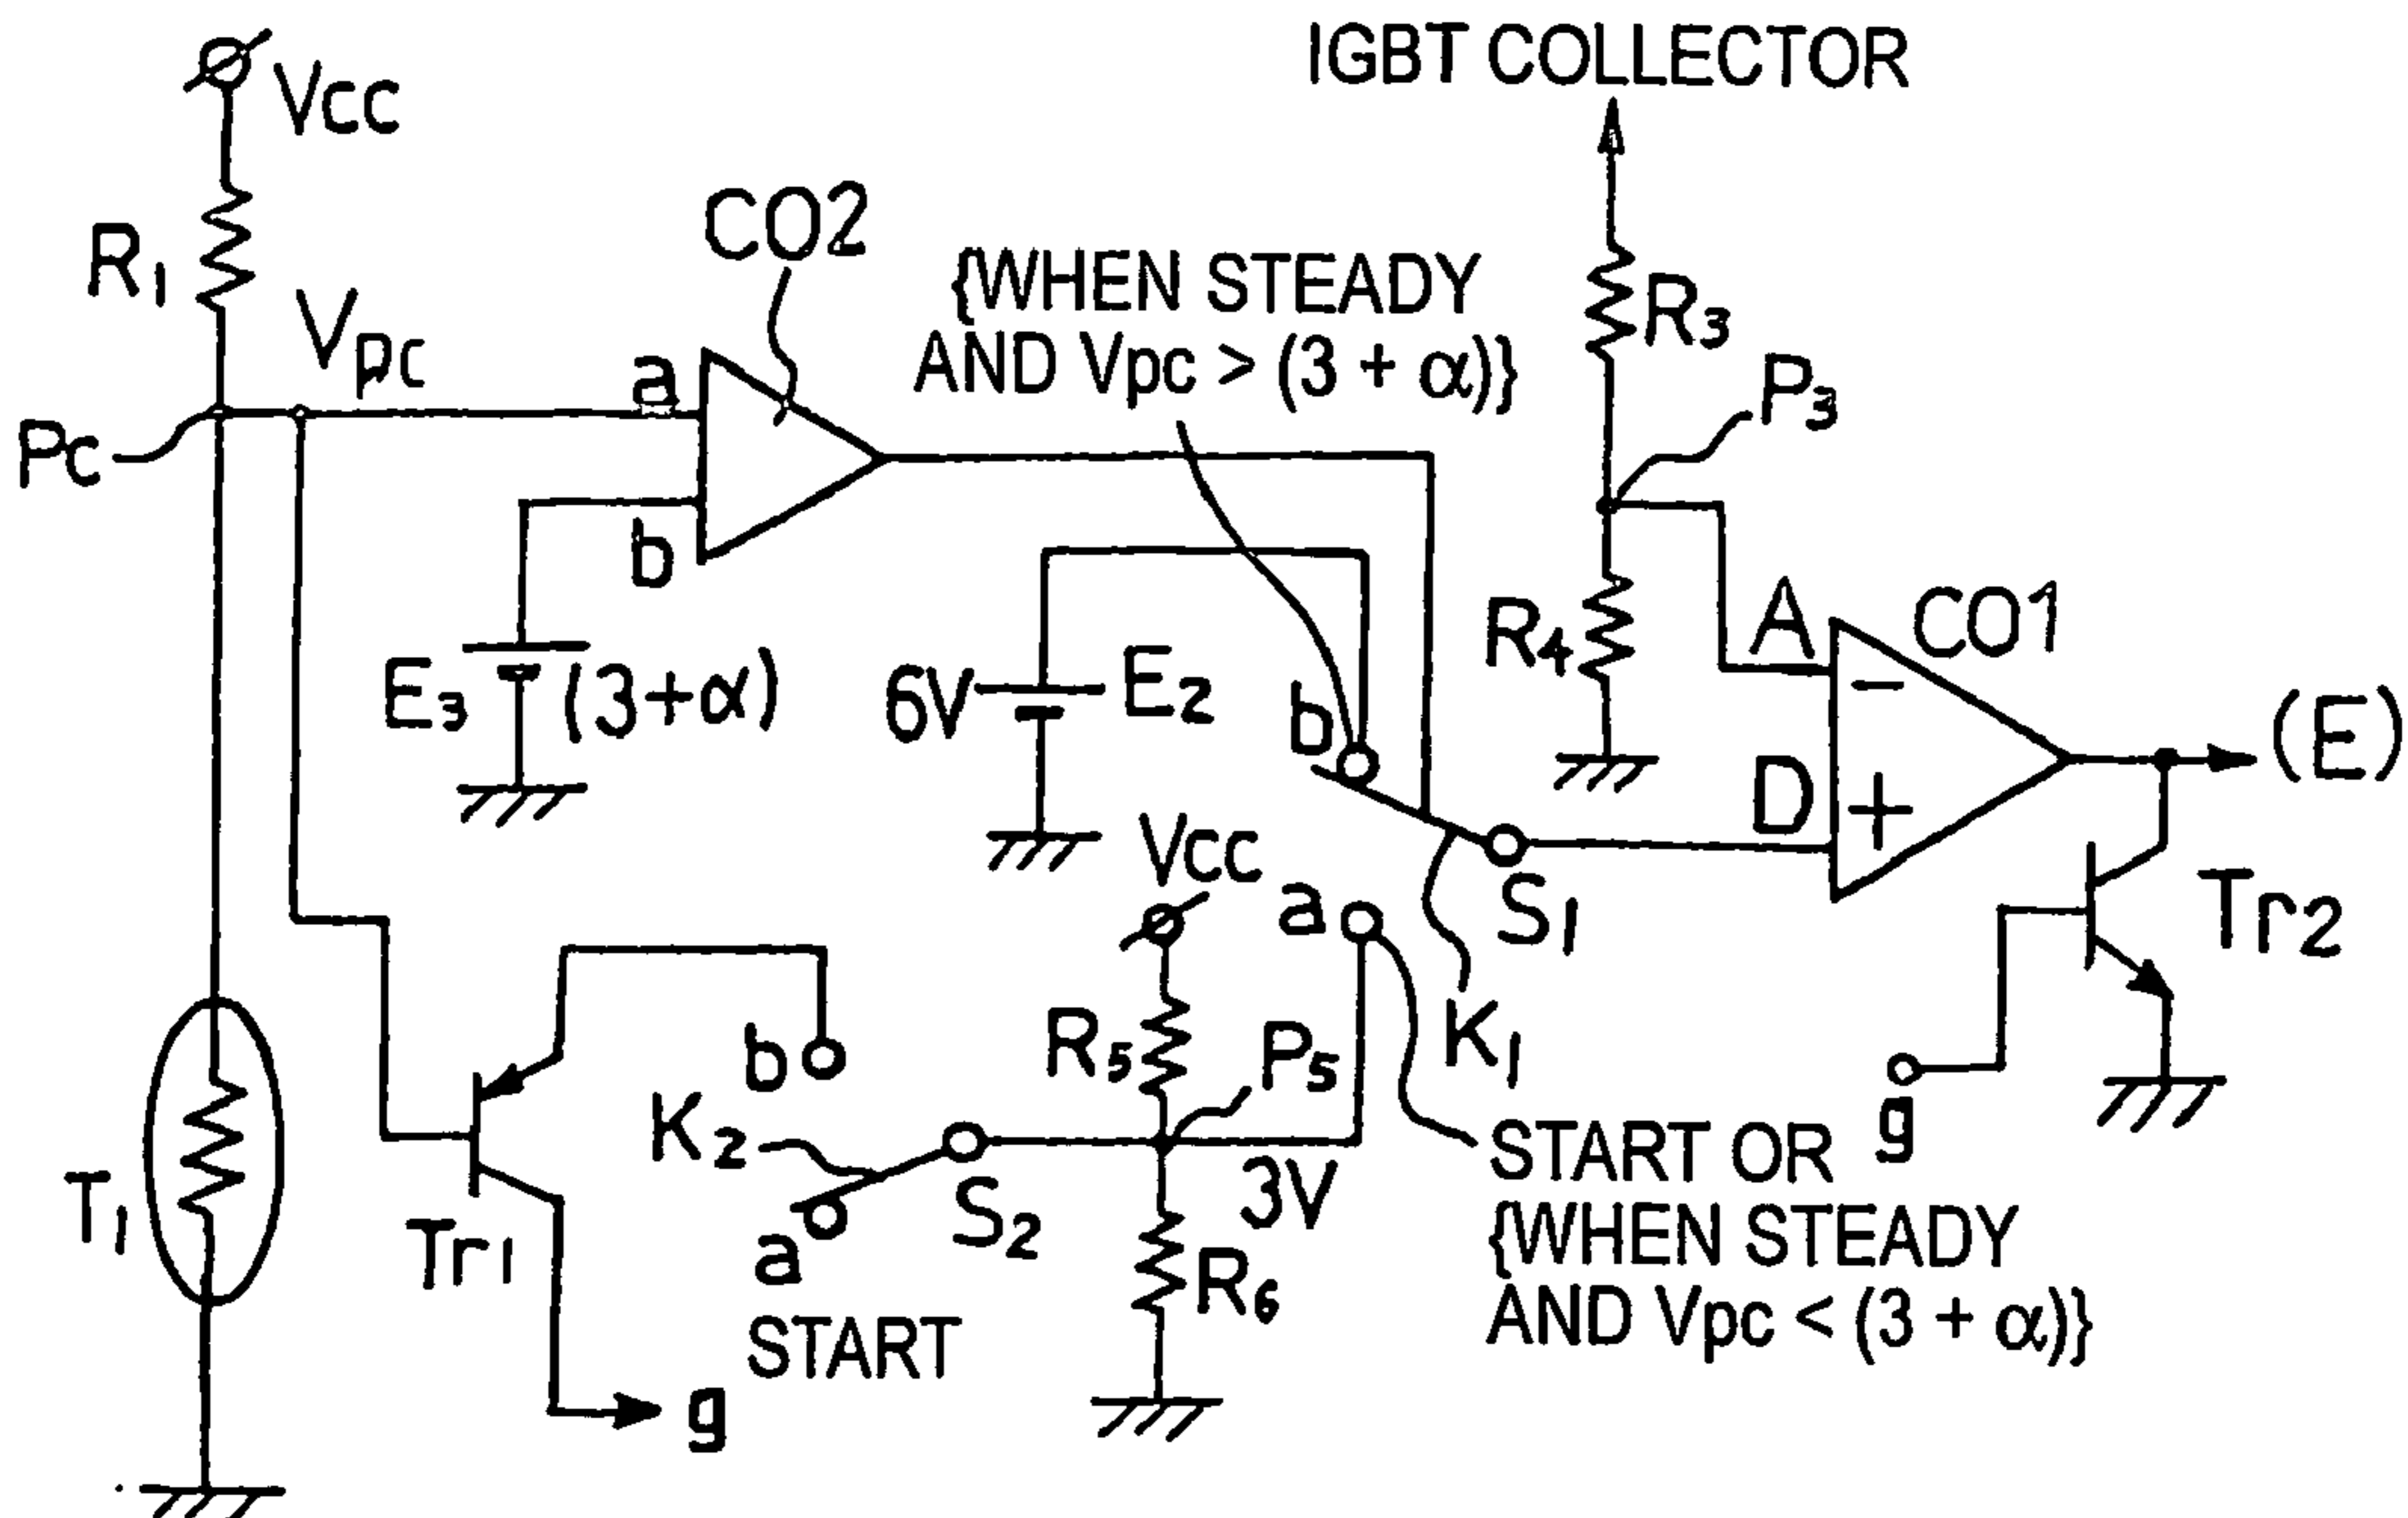 IGBT COLLECTOR
Vcc
R1
CO2
{WHEN STEADY
AND Vpc > (3 + α)}
R3
Vpc
a
P3
Pc
b
A
CO1
R4
−
E3
(3+α)
6V
E2
b
(E)
D
+
Vcc
a
S1
Tr2
K1
R5
P5
b
K2
g
START OR
{WHEN STEADY
AND Vpc < (3 + α)}
T1
Tr1
S2
3V
a
START
R6
g